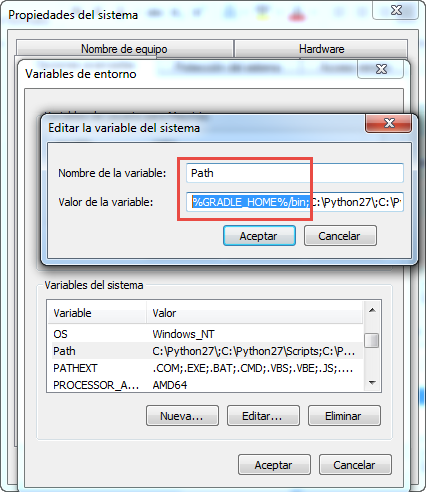 Propiedades del sistema
Nombre de equipo Hardware
Variables de entorno
Editar la variable del sistema
Nombre de la variable: Path
Valor de la variable: %GRADLE_HOME%/bin;C:\Python27\;C:\P
Aceptar Cancelar
Variables del sistema
Variable Valor
OS Windows_NT
Path C:\Python27\;C:\Python27\Scripts;C:\P...
PATHEXT .COM;.EXE;.BAT;.CMD;.VBS;.VBE;.JS;....
PROCESSOR_A... AMD64
Nueva... Editar... Eliminar
Aceptar Cancelar